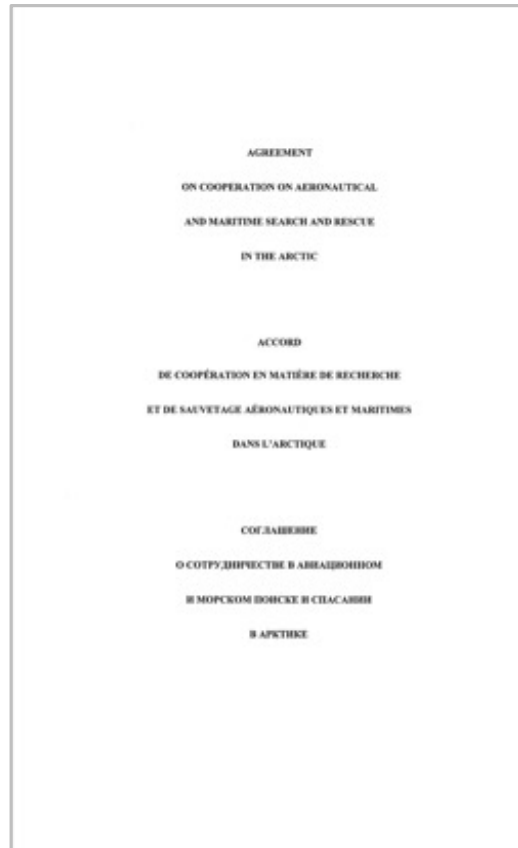 AGREEMENT
ON COOPERATION ON AERONAUTICAL
AND MARITIME SEARCH AND RESCUE
IN THE ARCTIC
ACCORD
DE COOPÉRATION EN MATIÈRE DE RECHERCHE
ET DE SAUVETAGE AÉRONAUTIQUES ET MARITIMES
DANS L'ARCTIQUE
СОГЛАШЕНИЕ
О СОТРУДНИЧЕСТВЕ В АВИАЦИОННОМ
И МОРСКОМ ПОИСКЕ И СПАСАНИИ
В АРКТИКЕ